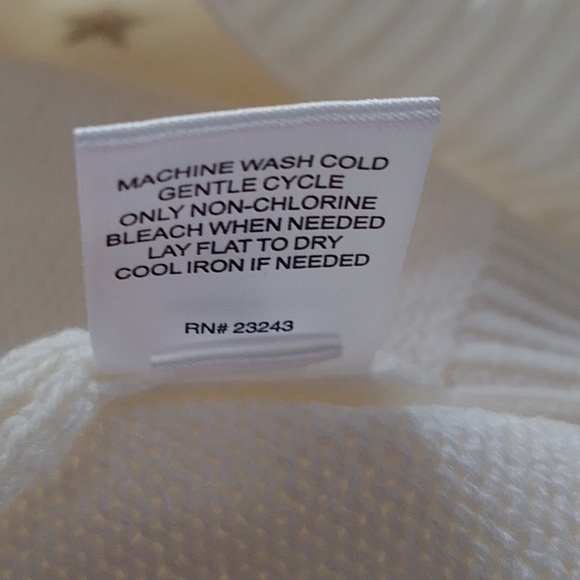 MACHINE WASH COLD
GENTLE CYCLE
ONLY NON-CHLORINE
BLEACH WHEN NEEDED
LAY FLAT TO DRY
COOL IRON IF NEEDED
RN# 23243